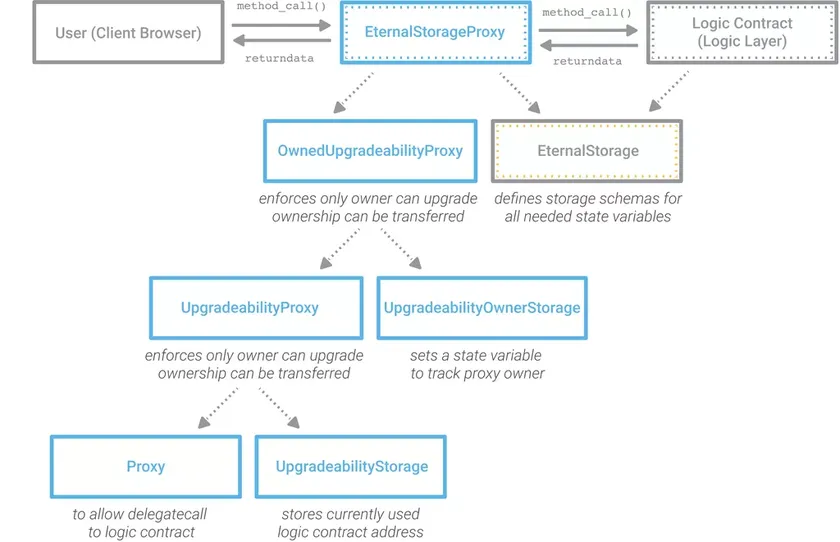 User (Client Browser)
method_call()
returndata
EternalStorageProxy
method_call()
returndata
Logic Contract
(Logic Layer)
OwnedUpgradeabilityProxy
enforces only owner can upgrade
ownership can be transferred
EternalStorage
defines storage schemas for
all needed state variables
UpgradeabilityProxy
enforces only owner can upgrade
ownership can be transferred
UpgradeabilityOwnerStorage
sets a state variable
to track proxy owner
Proxy
to allow delegatecall
to logic contract
UpgradeabilityStorage
stores currently used
logic contract address